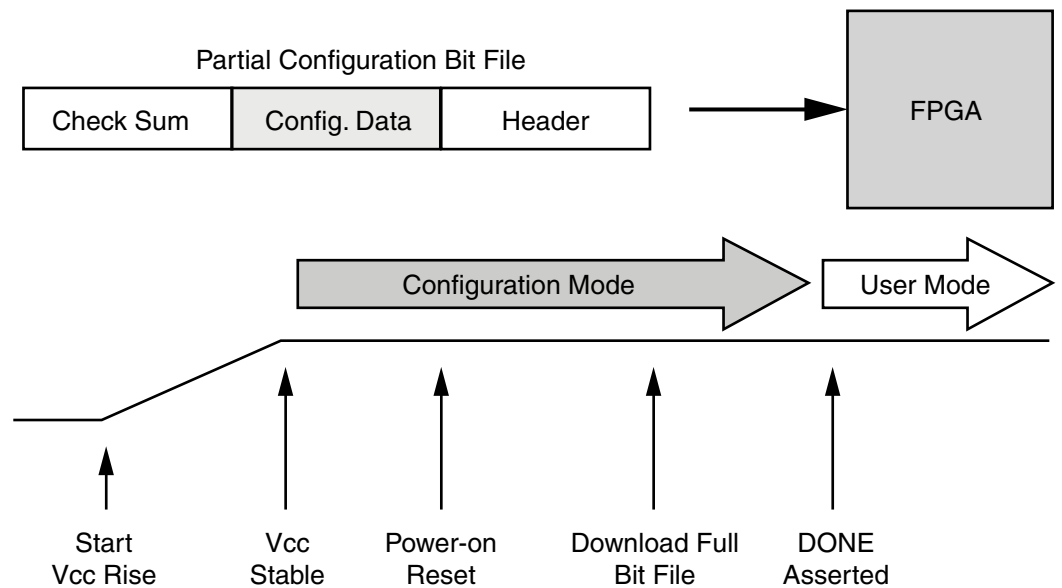 Partial Configuration Bit File
Check Sum
Config. Data
Header
FPGA
Configuration Mode
User Mode
Start
Vcc Rise
Vcc
Stable
Power-on
Reset
Download Full
Bit File
DONE
Asserted